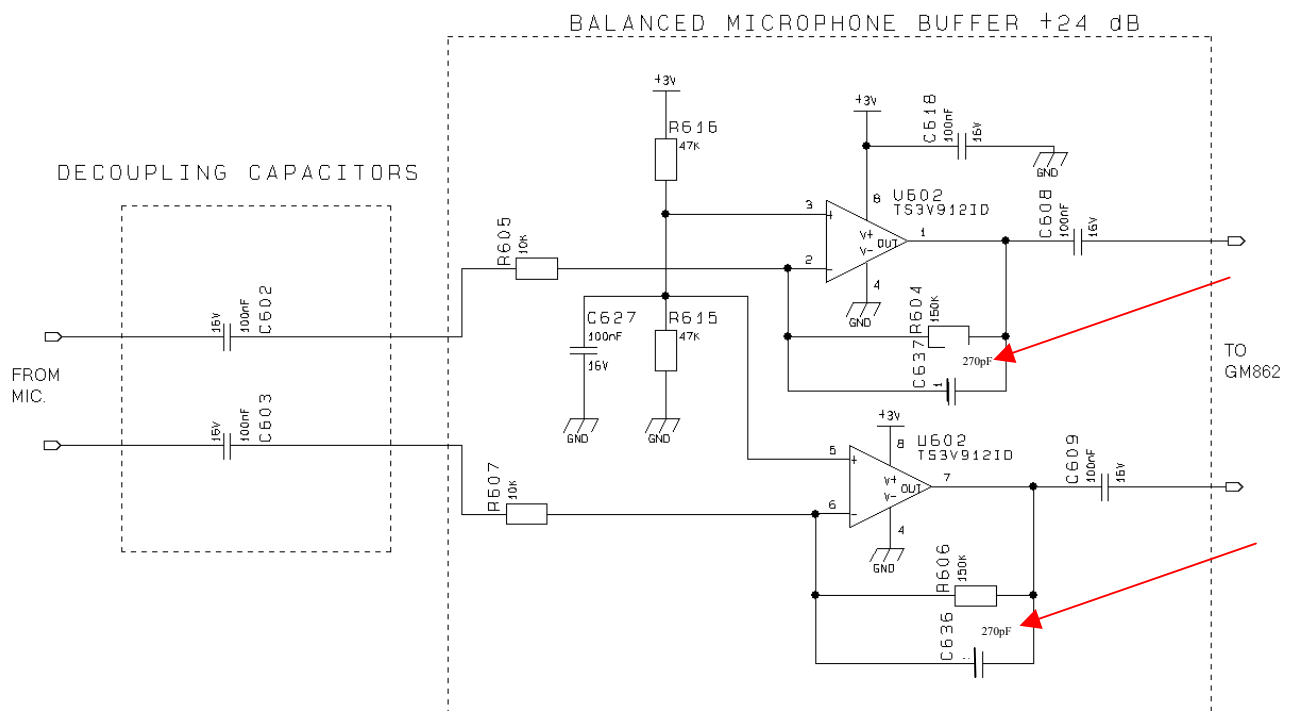 BALANCED MICROPHONE BUFFER +24 dB
DECOUPLING CAPACITORS
+3V
R616
47K
+3V
C618
100nF
16V
GND
U602
TS3V912ID
8
3
+
V+
V-
OUT
1
2
-
4
GND
C608
100nF
16V
R605
10K
C602
100nF
16V
C627
100nF
16V
GND
R615
47K
GND
R604
150K
C637
270pF
1
FROM
MIC.
TO
GM862
C603
100nF
16V
+3V
8
U602
TS3V912ID
5
+
V+
V-
OUT
7
6
-
4
GND
C609
100nF
16V
R607
10K
R606
150K
C636
270pF